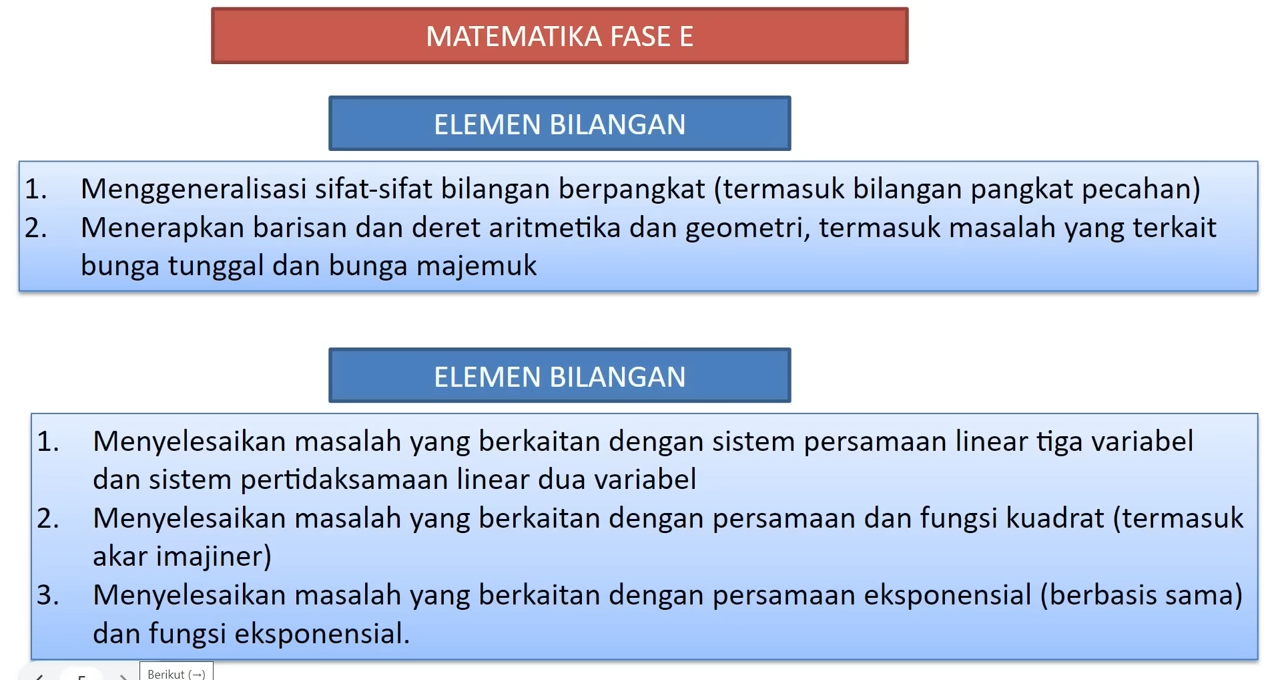 MATEMATIKA FASE E
ELEMEN BILANGAN
1. Menggeneralisasi sifat-sifat bilangan berpangkat (termasuk bilangan pangkat pecahan)
2. Menerapkan barisan dan deret aritmetika dan geometri, termasuk masalah yang terkait
bunga tunggal dan bunga majemuk
ELEMEN BILANGAN
1. Menyelesaikan masalah yang berkaitan dengan sistem persamaan linear tiga variabel
dan sistem pertidaksamaan linear dua variabel
2. Menyelesaikan masalah yang berkaitan dengan persamaan dan fungsi kuadrat (termasuk
akar imajiner)
3. Menyelesaikan masalah yang berkaitan dengan persamaan eksponensial (berbasis sama)
dan fungsi eksponensial.
Berikut (→)